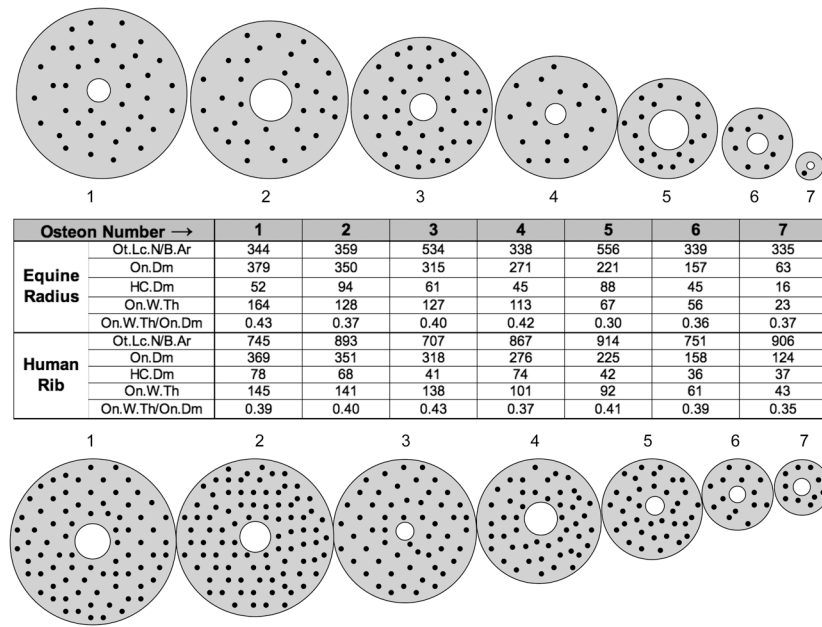 1 2 3 4 5 6 7
Osteon Number → 1 2 3 4 5 6 7
Equine Radius
Ot.Lc.N/B.Ar 344 359 534 338 556 339 335
On.Dm 379 350 315 271 221 157 63
HC.Dm 52 94 61 45 88 45 16
On.W.Th 164 128 127 113 67 56 23
On.W.Th/On.Dm 0.43 0.37 0.40 0.42 0.30 0.36 0.37
Human Rib
Ot.Lc.N/B.Ar 745 893 707 867 914 751 906
On.Dm 369 351 318 276 225 158 124
HC.Dm 78 68 41 74 42 36 37
On.W.Th 145 141 138 101 92 61 43
On.W.Th/On.Dm 0.39 0.40 0.43 0.37 0.41 0.39 0.35
1 2 3 4 5 6 7